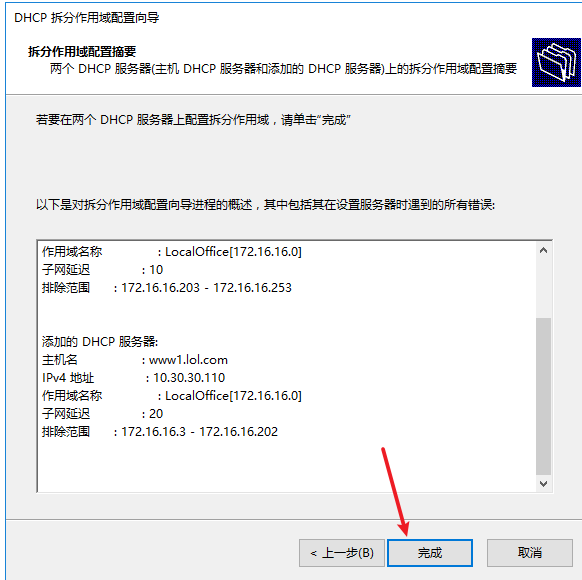 DHCP 拆分作用域配置向导
拆分作用域配置摘要
两个 DHCP 服务器(主机 DHCP 服务器和添加的 DHCP 服务器)上的拆分作用域配置摘要
若要在两个 DHCP 服务器上配置拆分作用域，请单击“完成”
以下是对拆分作用域配置向导进程的概述，其中包括其在设置服务器时遇到的所有错误:
作用域名称 : LocalOffice[172.16.16.0]
子网延迟 : 10
排除范围 : 172.16.16.203 - 172.16.16.253
添加的 DHCP 服务器:
主机名 : www1.lol.com
IPv4 地址 : 10.30.30.110
作用域名称 : LocalOffice[172.16.16.0]
子网延迟 : 20
排除范围 : 172.16.16.3 - 172.16.16.202
< 上一步(B) 完成 取消